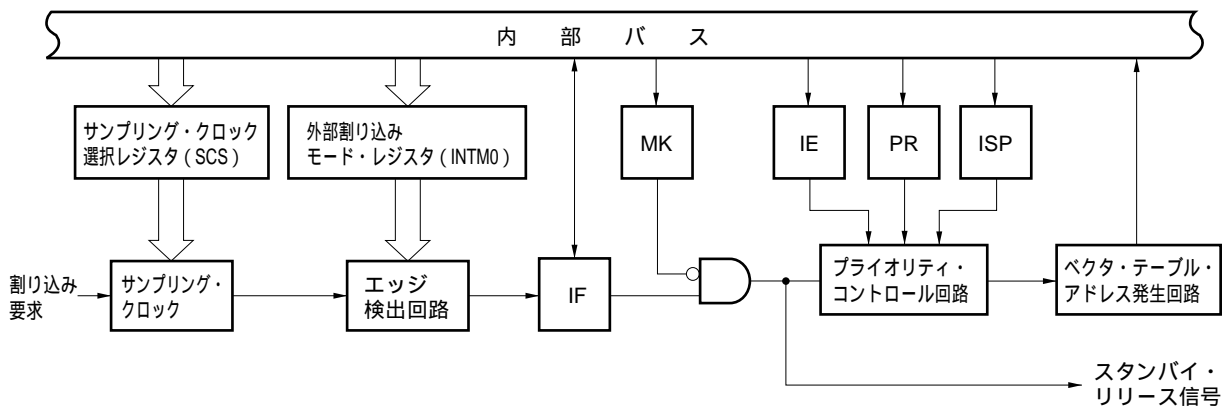 内 部 バ ス
サンプリング・クロック
選択レジスタ（SCS）
外部割り込み
モード・レジスタ（INTM0）
MK
IE
PR
ISP
割り込み
要求
サンプリング・
クロック
エッジ
検出回路
IF
プライオリティ・
コントロール回路
ベクタ・テーブル・
アドレス発生回路
スタンバイ・
リリース信号